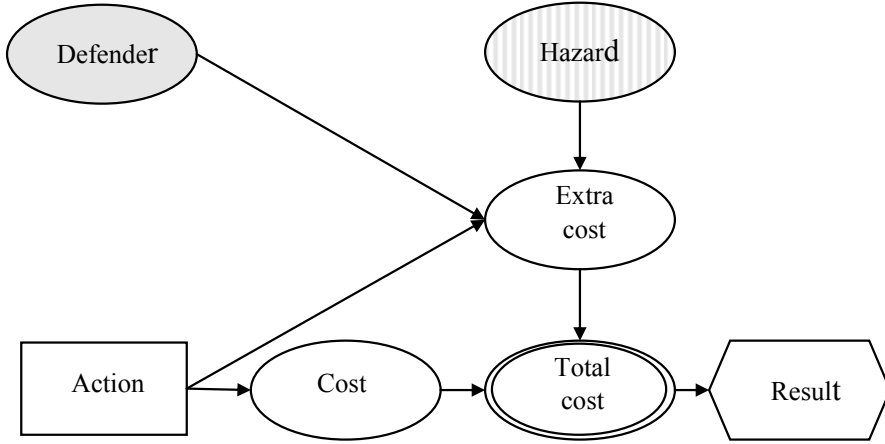 Defender
Hazard
Extra
cost
Action
Cost
Total
cost
Result